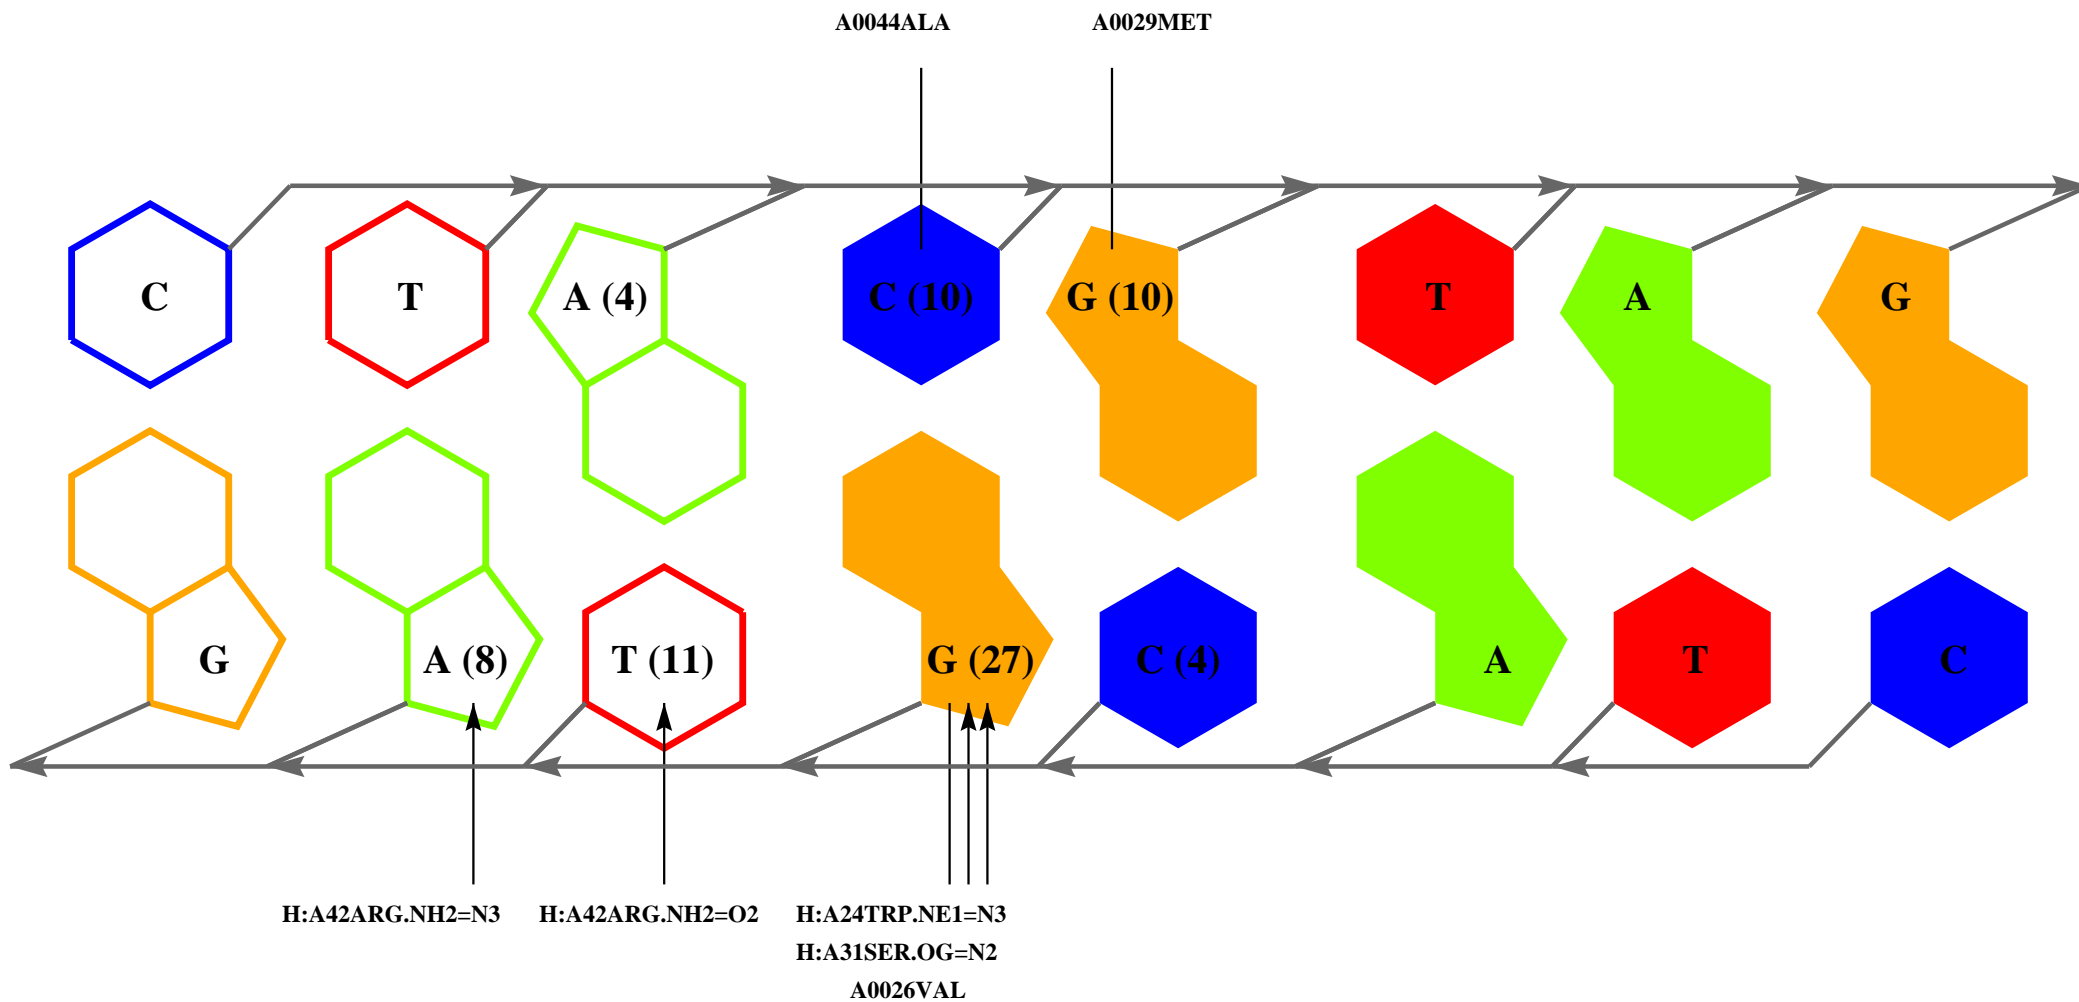 A0044ALA A0029MET
C T A (4) C (10) G (10) T A G
G A (8) T (11) G (27) C (4) A T C
H:A42ARG.NH2=N3 H:A42ARG.NH2=O2 H:A24TRP.NE1=N3
H:A31SER.OG=N2
A0026VAL